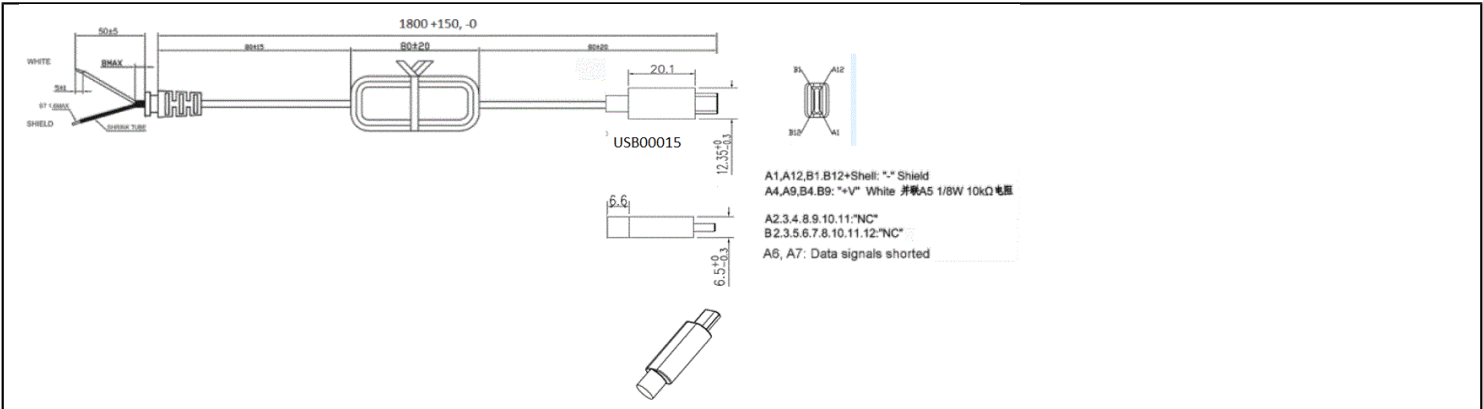 1800 +150, -0
50±5
80±15
80±20
80±20
WHITE
8MAX
5±1
ST 1.6MAX
SHIELD
SHRINK TUBE
20.1
USB00015
12.35+0 -0.3
B1
A12
B12
A1
A1,A12,B1.B12+Shell: "-" Shield
A4,A9,B4.B9: "+V" White 并联A5 1/8W 10kΩ电阻
A2.3.4.8.9.10.11:"NC"
B2.3.5.6.7.8.10.11.12:"NC"
A6, A7: Data signals shorted
6.6
6.5+0 -0.3